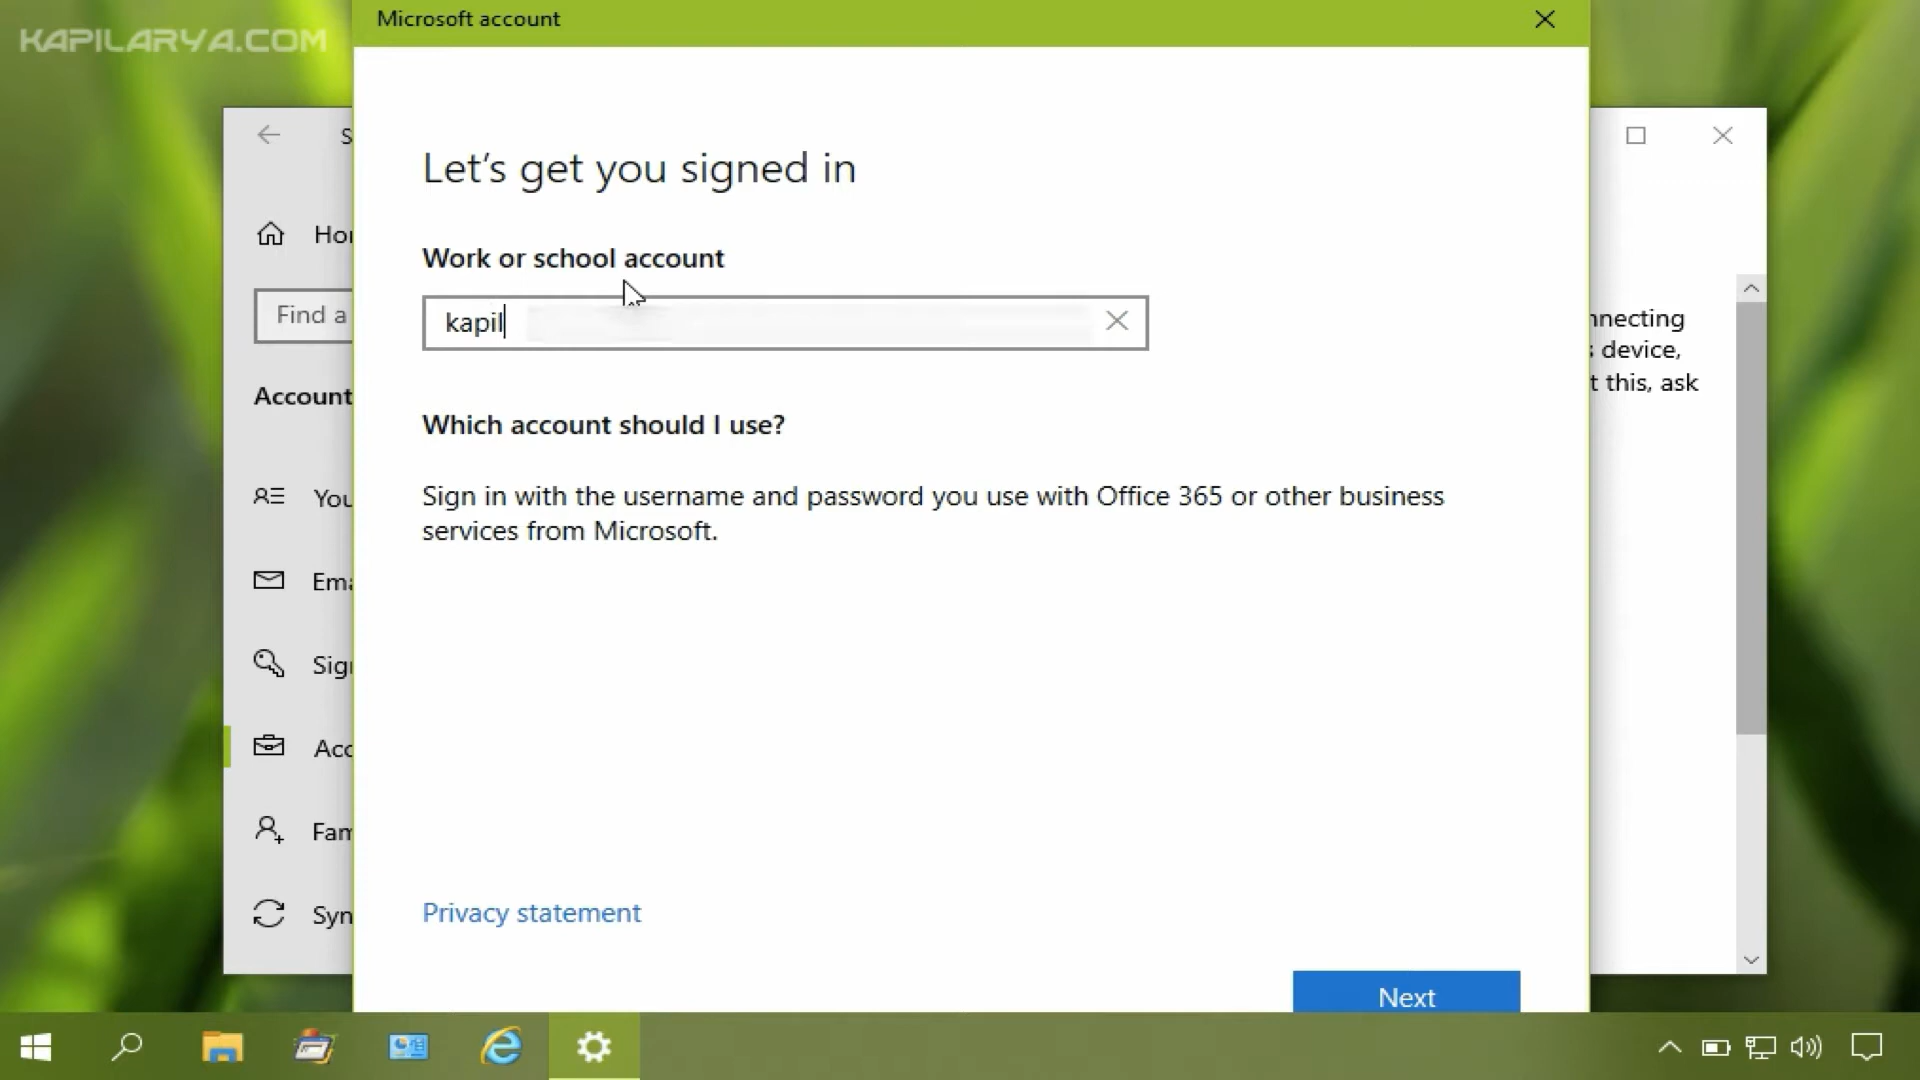 KAPILARYA.COM
Microsoft account
Let's get you signed in
Work or school account
kapil
Which account should I use?
Sign in with the username and password you use with Office 365 or other business
services from Microsoft.
Privacy statement
Next
S
Hor
Find a
Account
You
Ema
Sign
Acc
Fam
Syn
nnecting
s device,
t this, ask